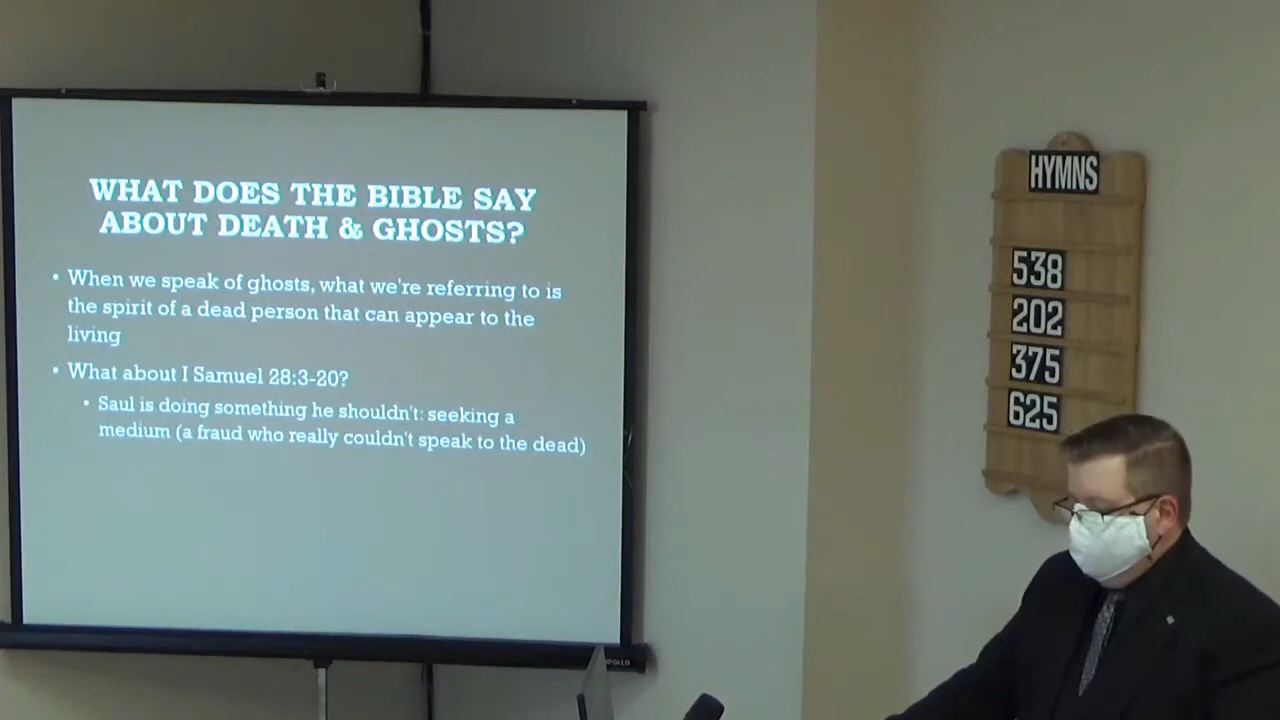 WHAT DOES THE BIBLE SAY
ABOUT DEATH & GHOSTS?
• When we speak of ghosts, what we're referring to is
the spirit of a dead person that can appear to the
living
• What about I Samuel 28:3-20?
• Saul is doing something he shouldn't: seeking a
medium (a fraud who really couldn't speak to the dead)
HYMNS
538
202
375
625